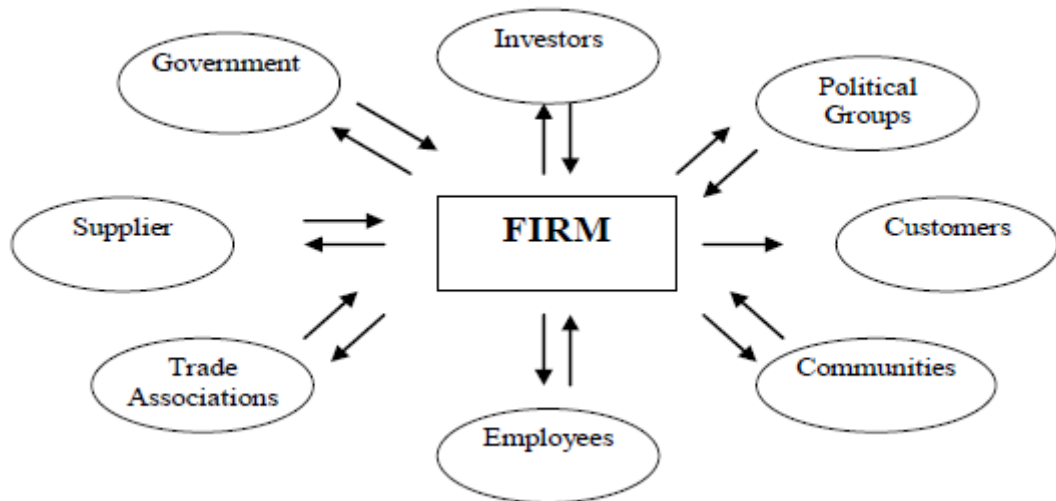 Investors
Government
Political
Groups
Supplier
FIRM
Customers
Trade
Associations
Communities
Employees